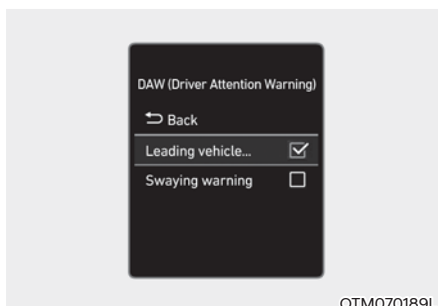 DAW (Driver Attention Warning)
Back
Leading vehicle...
Swaying warning
OTM070189L